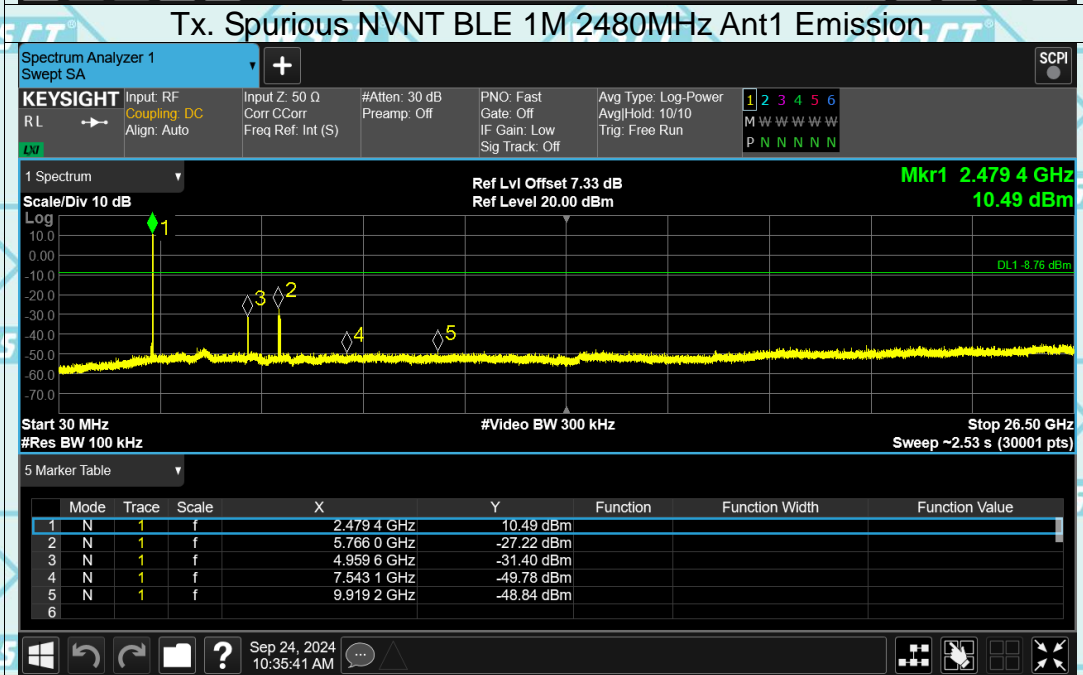 Tx. Spurious NVNT BLE 1M 2480MHz Ant1 Emission
Spectrum Analyzer 1
Swept SA
+
SCPI
KEYSIGHT
RL
LXI
Input: RF
Coupling: DC
Align: Auto
Input Z: 50 Ω
Corr CCorr
Freq Ref: Int (S)
#Atten: 30 dB
Preamp: Off
PNO: Fast
Gate: Off
IF Gain: Low
Sig Track: Off
Avg Type: Log-Power
Avg|Hold: 10/10
Trig: Free Run
1 2 3 4 5 6
M W W W W W
P N N N N N
1 Spectrum
Scale/Div 10 dB
Ref Lvl Offset 7.33 dB
Ref Level 20.00 dBm
Mkr1 2.479 4 GHz
10.49 dBm
Log
10.0
0.00
-10.0
-20.0
-30.0
-40.0
-50.0
-60.0
-70.0
1
3
2
4
5
DL1 -8.76 dBm
Start 30 MHz
#Res BW 100 kHz
#Video BW 300 kHz
Stop 26.50 GHz
Sweep ~2.53 s (30001 pts)
5 Marker Table
Mode Trace Scale X Y Function Function Width Function Value
1 N 1 f 2.479 4 GHz 10.49 dBm
2 N 1 f 5.766 0 GHz -27.22 dBm
3 N 1 f 4.959 6 GHz -31.40 dBm
4 N 1 f 7.543 1 GHz -49.78 dBm
5 N 1 f 9.919 2 GHz -48.84 dBm
6
?
Sep 24, 2024
10:35:41 AM